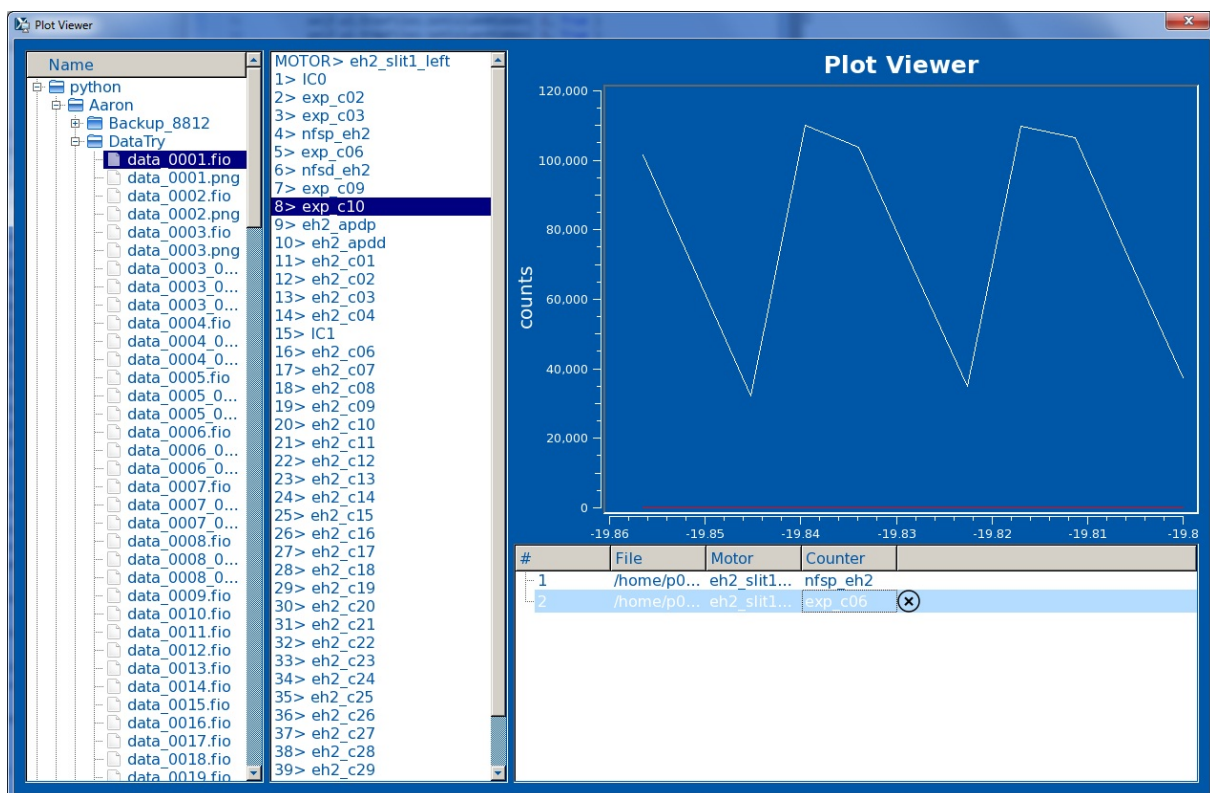 Plot Viewer
Name
python
Aaron
Backup_8812
DataTry
data_0001.fio
data_0001.png
data_0002.fio
data_0002.png
data_0003.fio
data_0003.png
data_0003_0...
data_0003_0...
data_0003_0...
data_0004.fio
data_0004_0...
data_0004_0...
data_0005.fio
data_0005_0...
data_0005_0...
data_0006.fio
data_0006_0...
data_0006_0...
data_0007.fio
data_0007_0...
data_0007_0...
data_0008.fio
data_0008_0...
data_0008_0...
data_0009.fio
data_0010.fio
data_0011.fio
data_0012.fio
data_0013.fio
data_0014.fio
data_0015.fio
data_0016.fio
data_0017.fio
data_0018.fio
data_0019.fio
MOTOR> eh2_slit1_left
1> IC0
2> exp_c02
3> exp_c03
4> nfsp_eh2
5> exp_c06
6> nfsd_eh2
7> exp_c09
8> exp_c10
9> eh2_apdp
10> eh2_apdd
11> eh2_c01
12> eh2_c02
13> eh2_c03
14> eh2_c04
15> IC1
16> eh2_c06
17> eh2_c07
18> eh2_c08
19> eh2_c09
20> eh2_c10
21> eh2_c11
22> eh2_c12
23> eh2_c13
24> eh2_c14
25> eh2_c15
26> eh2_c16
27> eh2_c17
28> eh2_c18
29> eh2_c19
30> eh2_c20
31> eh2_c21
32> eh2_c22
33> eh2_c23
34> eh2_c24
35> eh2_c25
36> eh2_c26
37> eh2_c27
38> eh2_c28
39> eh2_c29
Plot Viewer
120,000
100,000
80,000
60,000
40,000
20,000
0
counts
-19.86 -19.85 -19.84 -19.83 -19.82 -19.81 -19.8
# File Motor Counter
1 /home/p0... eh2_slit1... nfsp_eh2
2 /home/p0... eh2_slit1... exp_c06